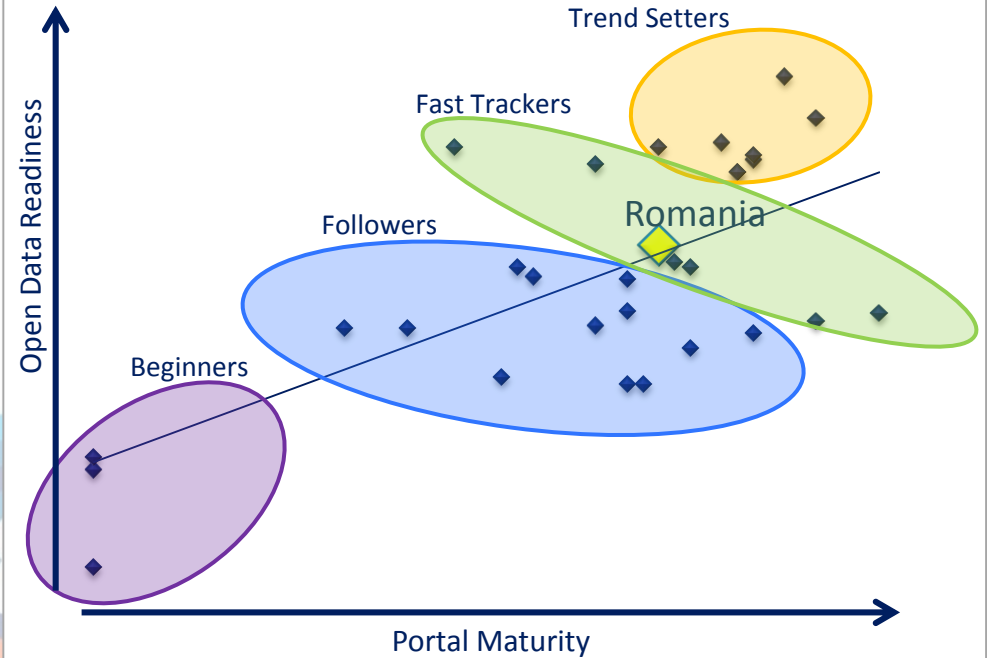 Trend Setters
Fast Trackers
Romania
Followers
Beginners
Open Data Readiness
Portal Maturity